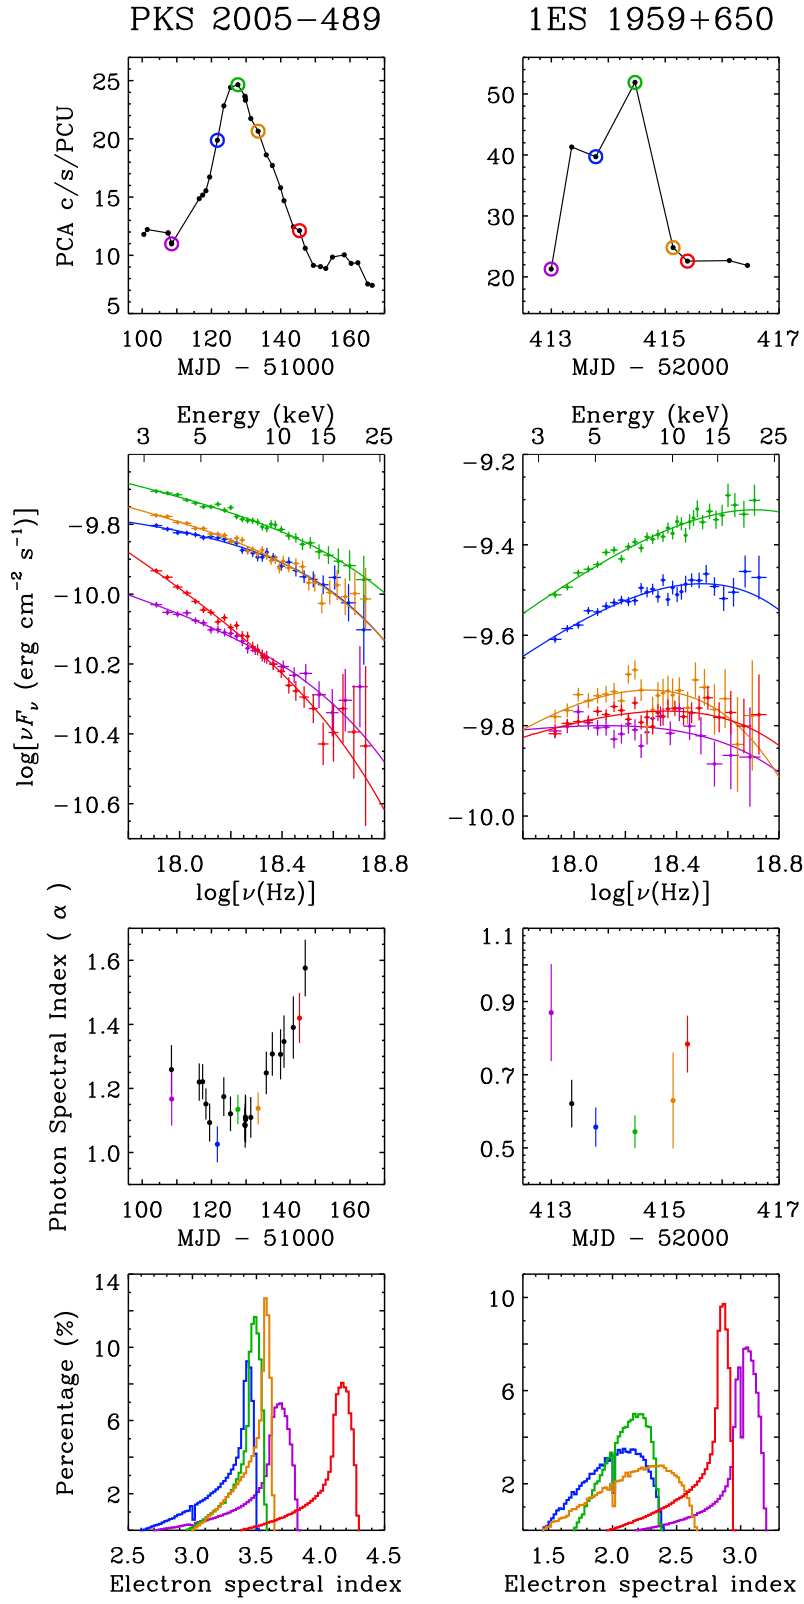 PKS 2005−489 1ES 1959+650
PCA c/s/PCU
25
20
15
10
5
100 120 140 160
MJD − 51000
50
40
30
20
413 415 417
MJD − 52000
Energy (keV)
3 5 10 15 25
log[νFν (erg cm−2 s−1)]
−9.8
−10.0
−10.2
−10.4
−10.6
18.0 18.4 18.8
log[ν(Hz)]
Energy (keV)
3 5 10 15 25
−9.2
−9.4
−9.6
−9.8
−10.0
18.0 18.4 18.8
log[ν(Hz)]
Photon Spectral Index ( α )
1.6
1.4
1.2
1.0
100 120 140 160
MJD − 51000
1.1
0.9
0.7
0.5
413 415 417
MJD − 52000
Percentage (%)
14
10
6
2
2.5 3.0 3.5 4.0 4.5
Electron spectral index
10
6
2
1.5 2.0 2.5 3.0
Electron spectral index